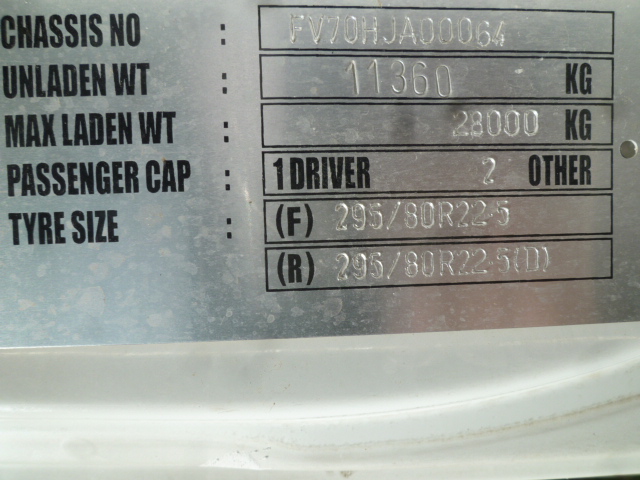 CHASSIS NO : FV70HJA00064
UNLADEN WT : 11360 KG
MAX LADEN WT : 28000 KG
PASSENGER CAP : 1 DRIVER 2 OTHER
TYRE SIZE : (F) 295/80R22·5
(R) 295/80R22·5(D)